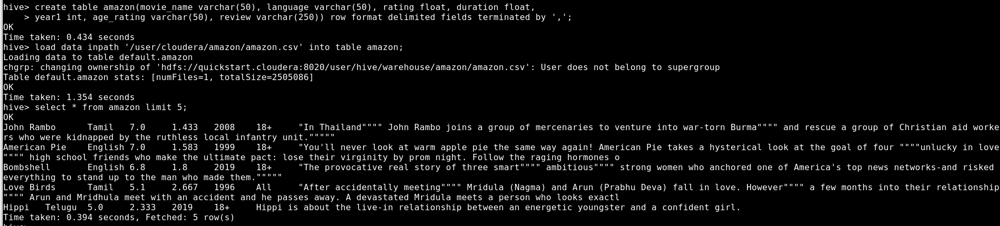 hive> create table amazon(movie_name varchar(50), language varchar(50), rating float, duration float,
    > year1 int, age_rating varchar(50), review varchar(250)) row format delimited fields terminated by ',';
OK
Time taken: 0.434 seconds
hive> load data inpath '/user/cloudera/amazon/amazon.csv' into table amazon;
Loading data to table default.amazon
chgrp: changing ownership of 'hdfs://quickstart.cloudera:8020/user/hive/warehouse/amazon/amazon.csv': User does not belong to supergroup
Table default.amazon stats: [numFiles=1, totalSize=2505086]
OK
Time taken: 1.354 seconds
hive> select * from amazon limit 5;
OK
John Rambo      Tamil   7.0     1.433   2008    18+     "In Thailand"""" John Rambo joins a group of mercenaries to venture into war-torn Burma"""" and rescue a group of Christian aid worke
rs who were kidnapped by the ruthless local infantry unit."""""
American Pie    English 7.0     1.583   1999    18+     "You'll never look at warm apple pie the same way again! American Pie takes a hysterical look at the goal of four """"unlucky in love
"""" high school friends who make the ultimate pact: lose their virginity by prom night. Follow the raging hormones o
Bombshell       English 6.8     1.8     2019    18+     "The provocative real story of three smart"""" ambitious"""" strong women who anchored one of America's top news networks-and risked
everything to stand up to the man who made them."""""
Love Birds      Tamil   5.1     2.667   1996    All     "After accidentally meeting"""" Mridula (Nagma) and Arun (Prabhu Deva) fall in love. However"""" a few months into their relationship
"""" Arun and Mridhula meet with an accident and he passes away. A devastated Mridula meets a person who looks exactl
Hippi   Telugu  5.0     2.333   2019    18+     Hippi is about the live-in relationship between an energetic youngster and a confident girl.
Time taken: 0.394 seconds, Fetched: 5 row(s)
hive>